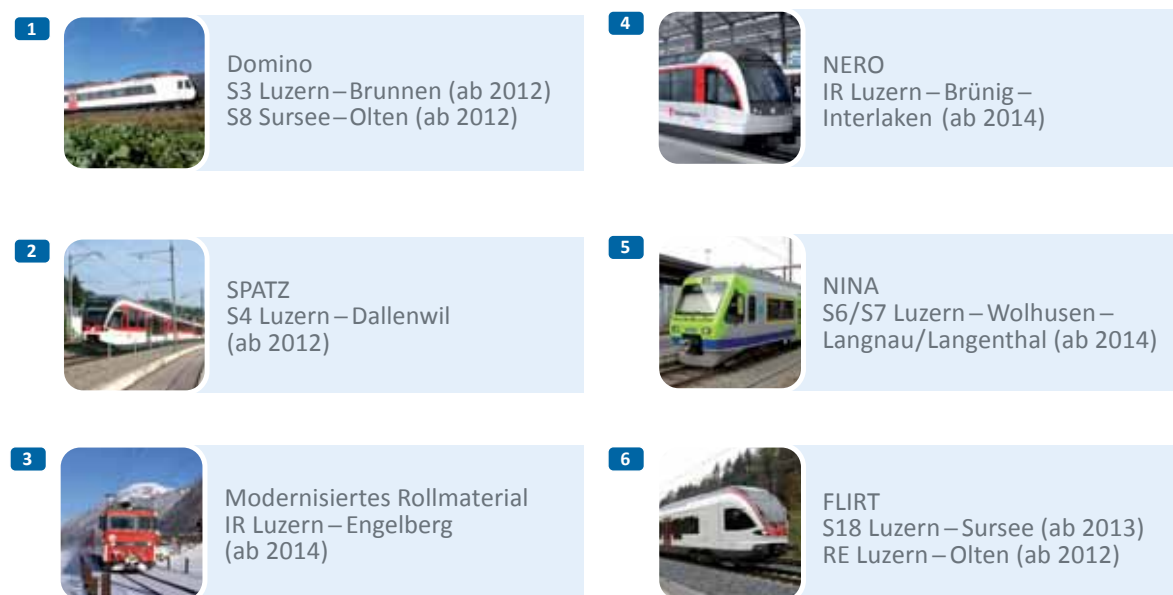 1
Domino
S3 Luzern – Brunnen (ab 2012)
S8 Sursee – Olten (ab 2012)
2
SPATZ
S4 Luzern – Dallenwil
(ab 2012)
3
Modernisiertes Rollmaterial
IR Luzern – Engelberg
(ab 2014)
4
NERO
IR Luzern – Brünig –
Interlaken (ab 2014)
5
NINA
S6/S7 Luzern – Wolhusen –
Langnau/Langenthal (ab 2014)
6
FLIRT
S18 Luzern – Sursee (ab 2013)
RE Luzern – Olten (ab 2012)